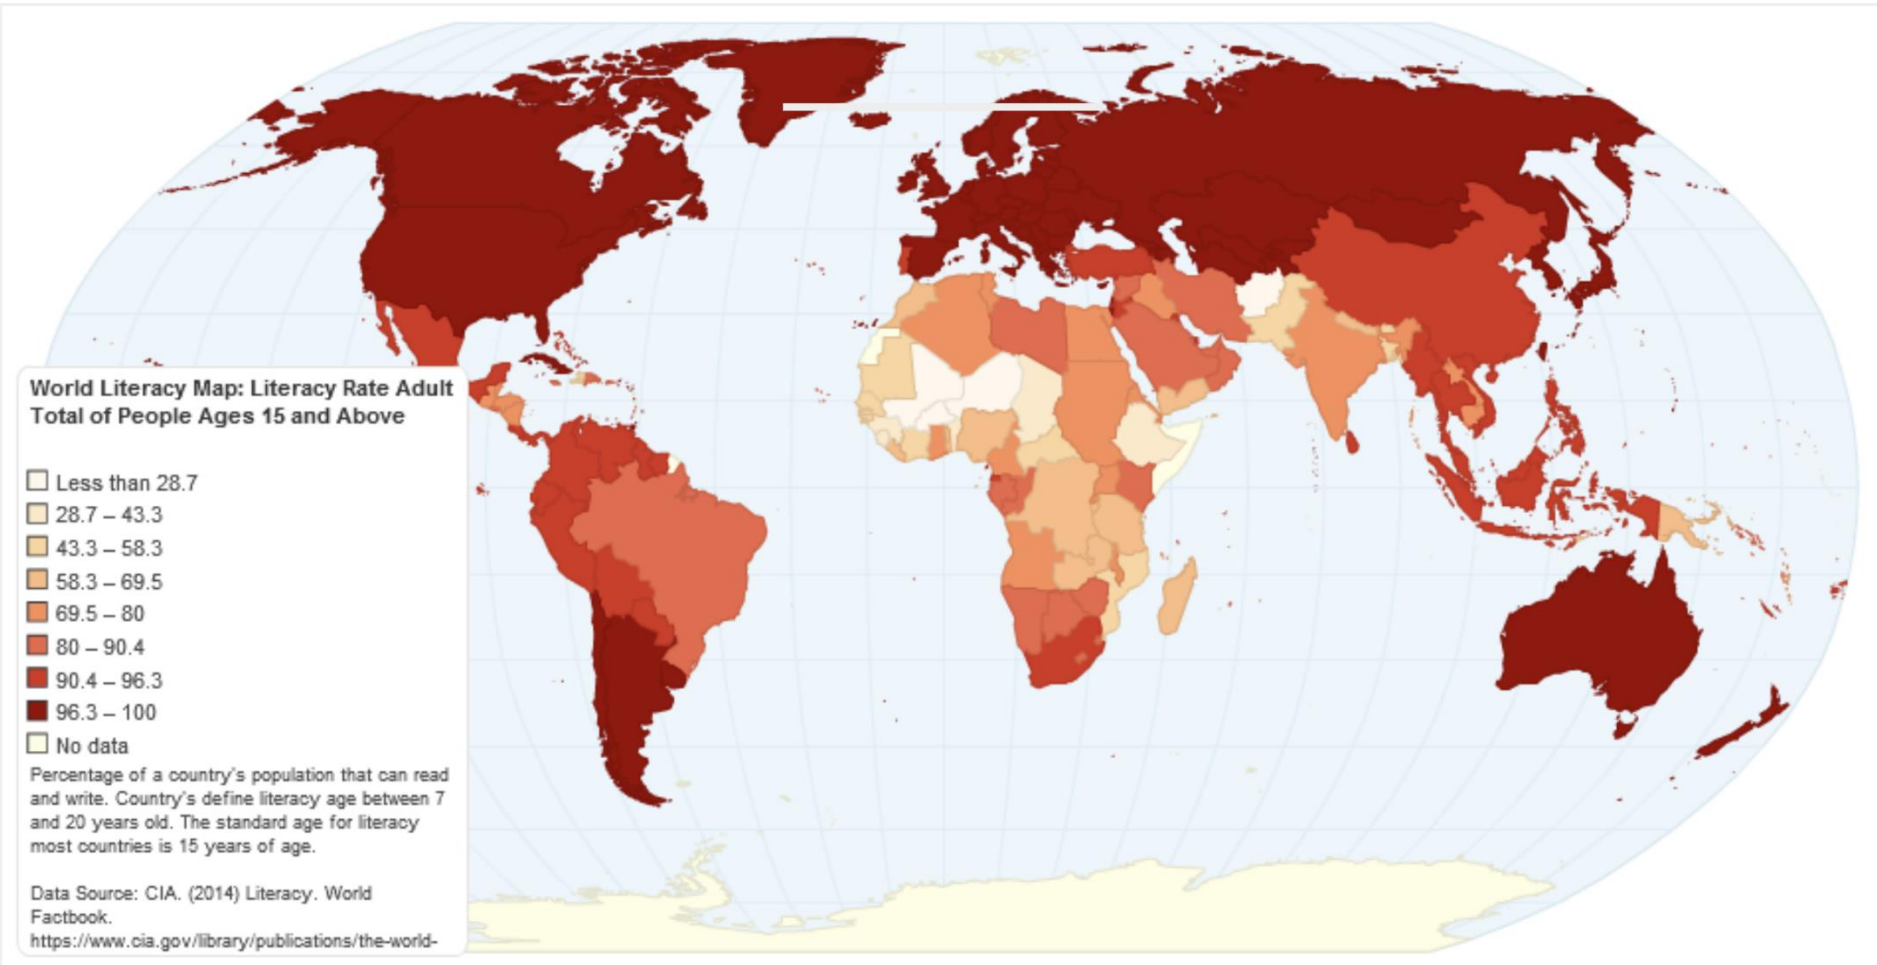 World Literacy Map: Literacy Rate Adult
Total of People Ages 15 and Above
Less than 28.7
28.7 – 43.3
43.3 – 58.3
58.3 – 69.5
69.5 – 80
80 – 90.4
90.4 – 96.3
96.3 – 100
No data
Percentage of a country's population that can read
and write. Country's define literacy age between 7
and 20 years old. The standard age for literacy
most countries is 15 years of age.
Data Source: CIA. (2014) Literacy. World
Factbook.
https://www.cia.gov/library/publications/the-world-